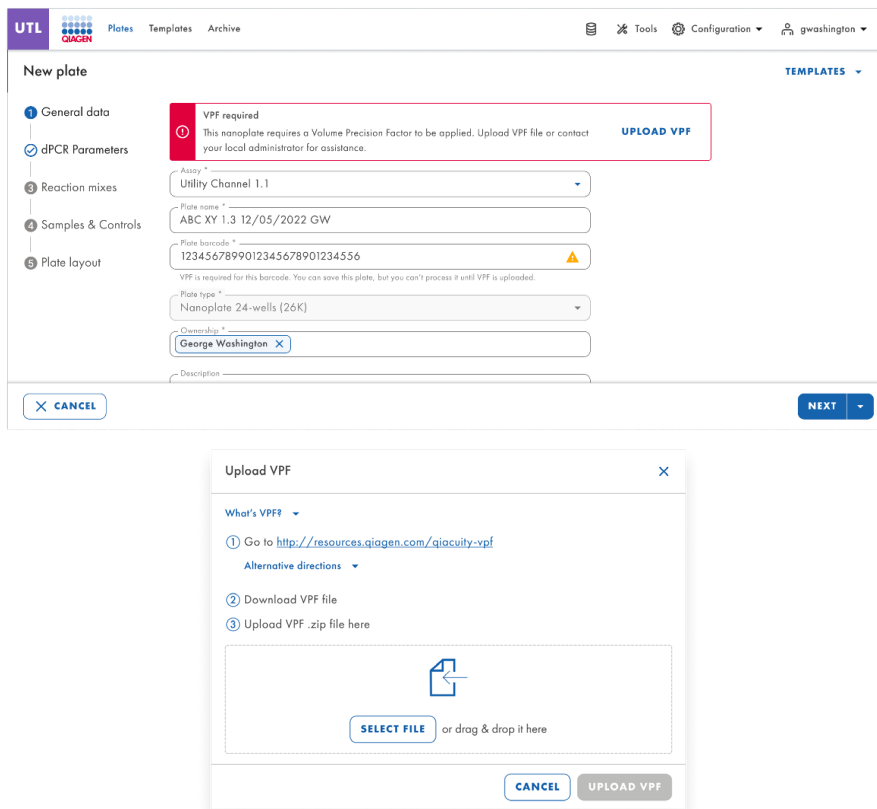 UTL
QIAGEN
Plates Templates Archive
Tools Configuration gwashington
New plate
TEMPLATES
1 General data
dPCR Parameters
3 Reaction mixes
4 Samples & Controls
5 Plate layout
VPF required
This nanoplate requires a Volume Precision Factor to be applied. Upload VPF file or contact
your local administrator for assistance.
UPLOAD VPF
Assay *
Utility Channel 1.1
Plate name *
ABC XY 1.3 12/05/2022 GW
Plate barcode *
12345678990123456789012345​56
VPF is required for this barcode. You can save this plate, but you can't process it until VPF is uploaded.
Plate type *
Nanoplate 24-wells (26K)
Ownership *
George Washington
Description
CANCEL
NEXT
Upload VPF
What's VPF?
1 Go to http://resources.qiagen.com/qiacuity-vpf
Alternative directions
2 Download VPF file
3 Upload VPF .zip file here
SELECT FILE or drag & drop it here
CANCEL UPLOAD VPF